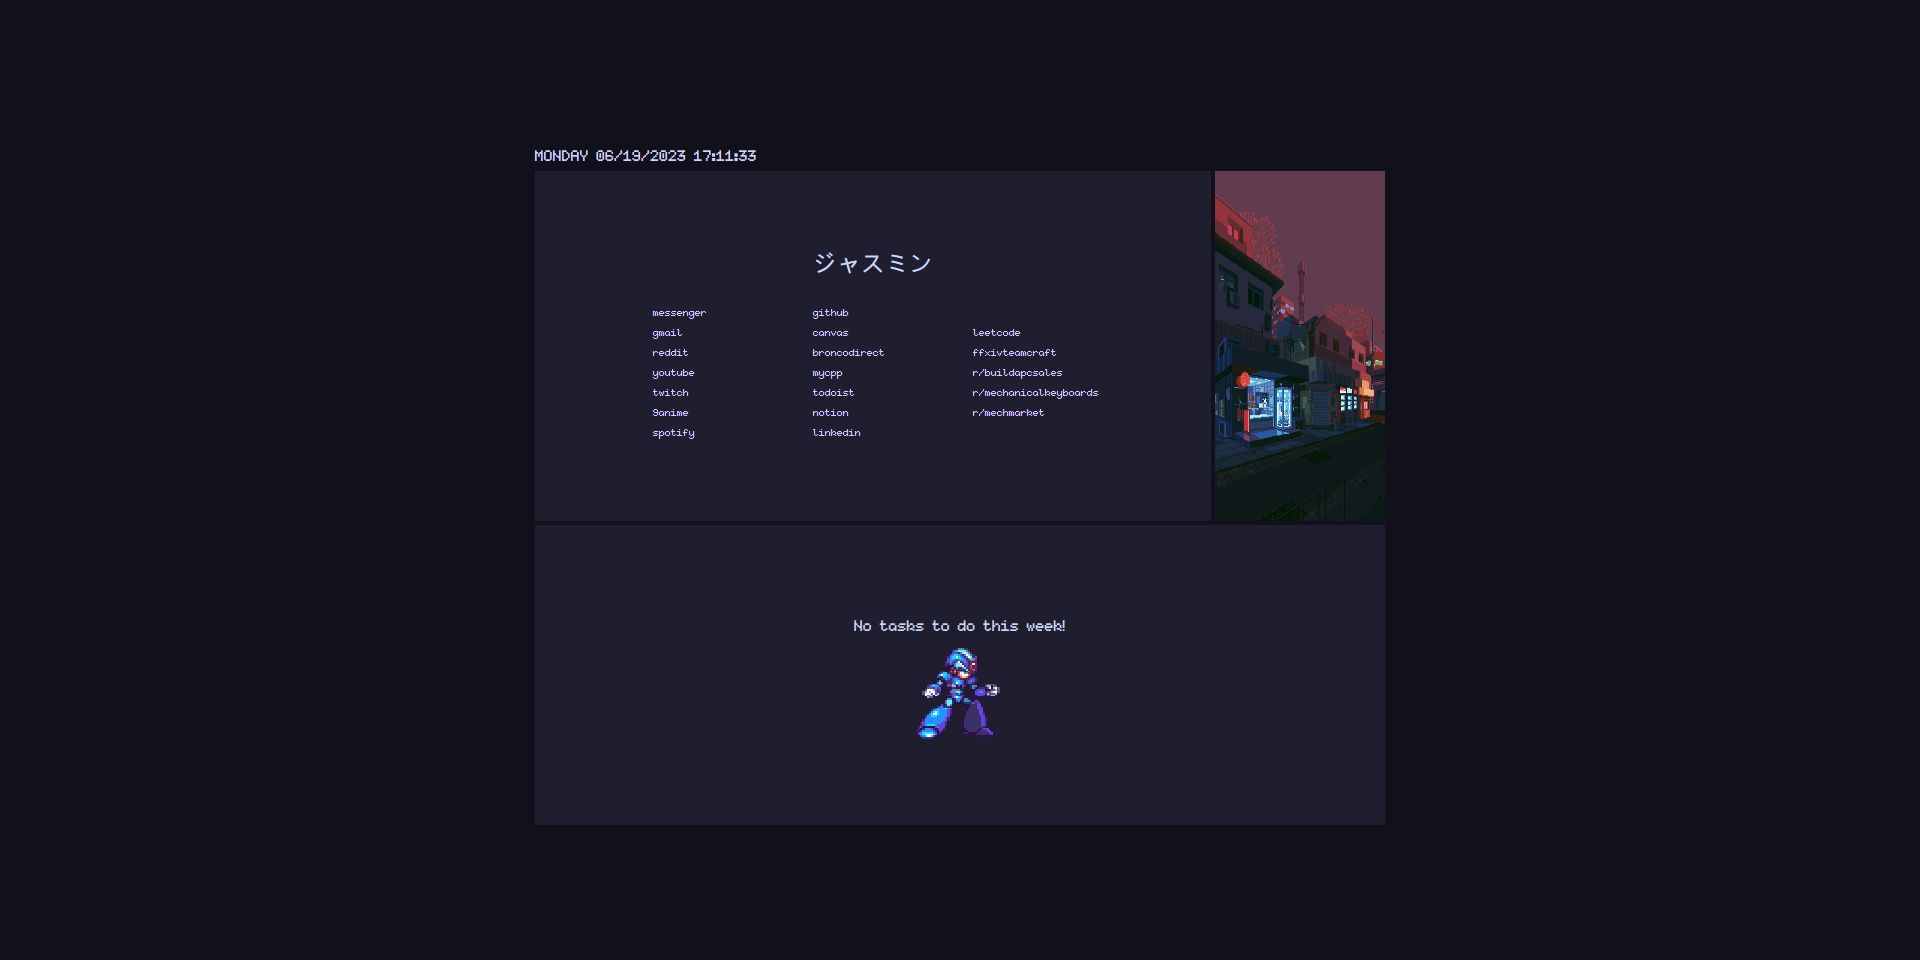 MONDAY 06/19/2023 17:11:33
ジャスミン
messenger
gmail
reddit
youtube
twitch
9anime
spotify
github
canvas
broncodirect
mycpp
todoist
notion
linkedin
leetcode
ffxivteamcraft
r/buildapcsales
r/mechanicalkeyboards
r/mechmarket
No tasks to do this week!